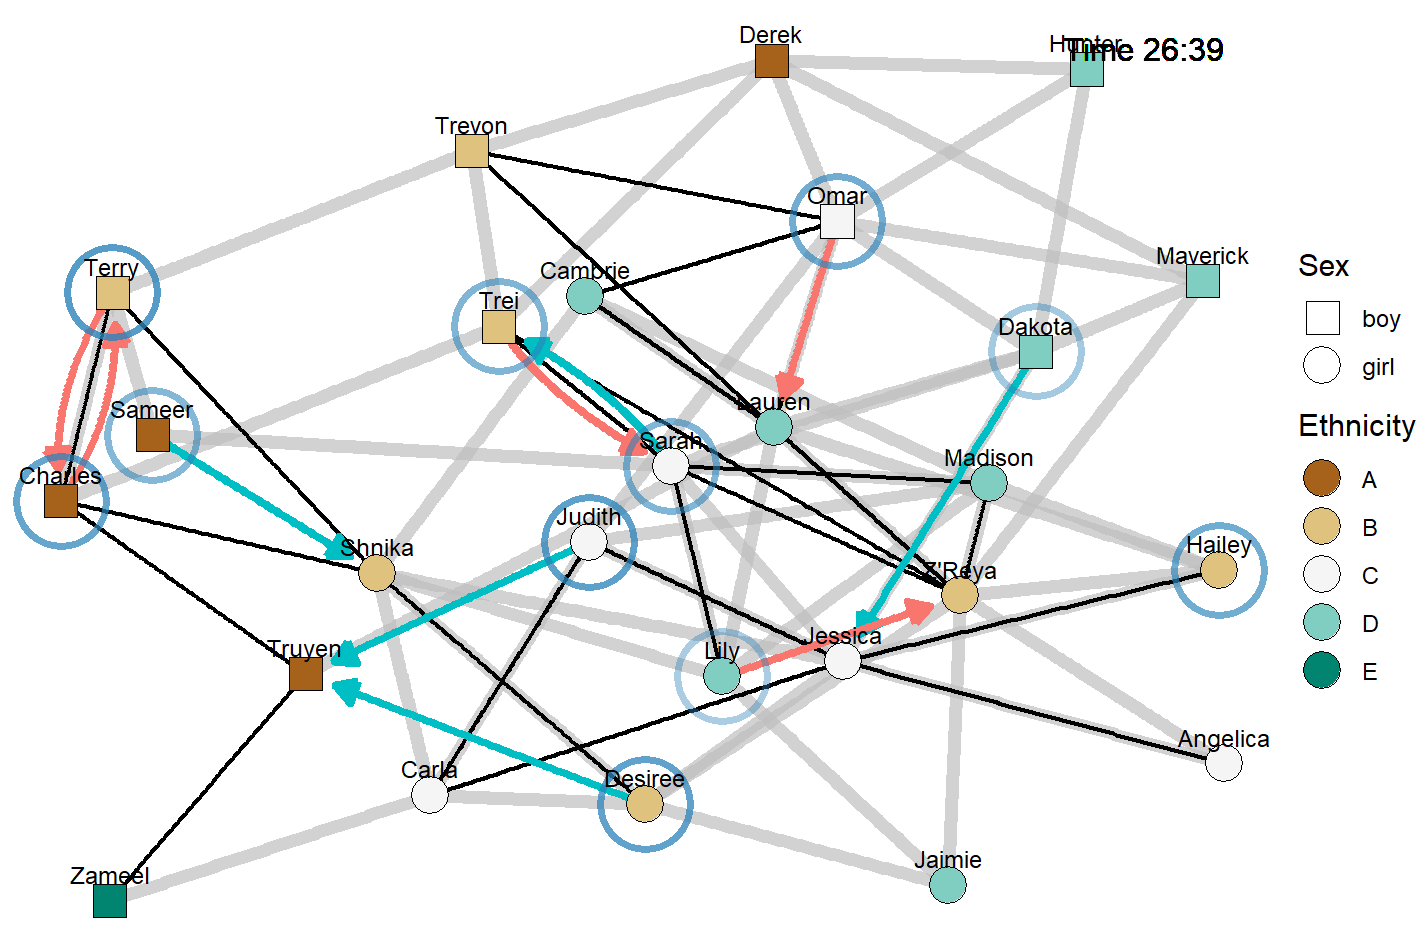 Derek
Hunter
Time 26:39
Trevon
Omar
Maverick
Terry
Cambrie
Trei
Dakota
Sameer
Lauren
Sarah
Madison
Charles
Judith
Shnika
Hailey
Z'Reya
Truyen
Lily
Jessica
Angelica
Carla
Desiree
Jaimie
Zameel
Sex
boy
girl
Ethnicity
A
B
C
D
E